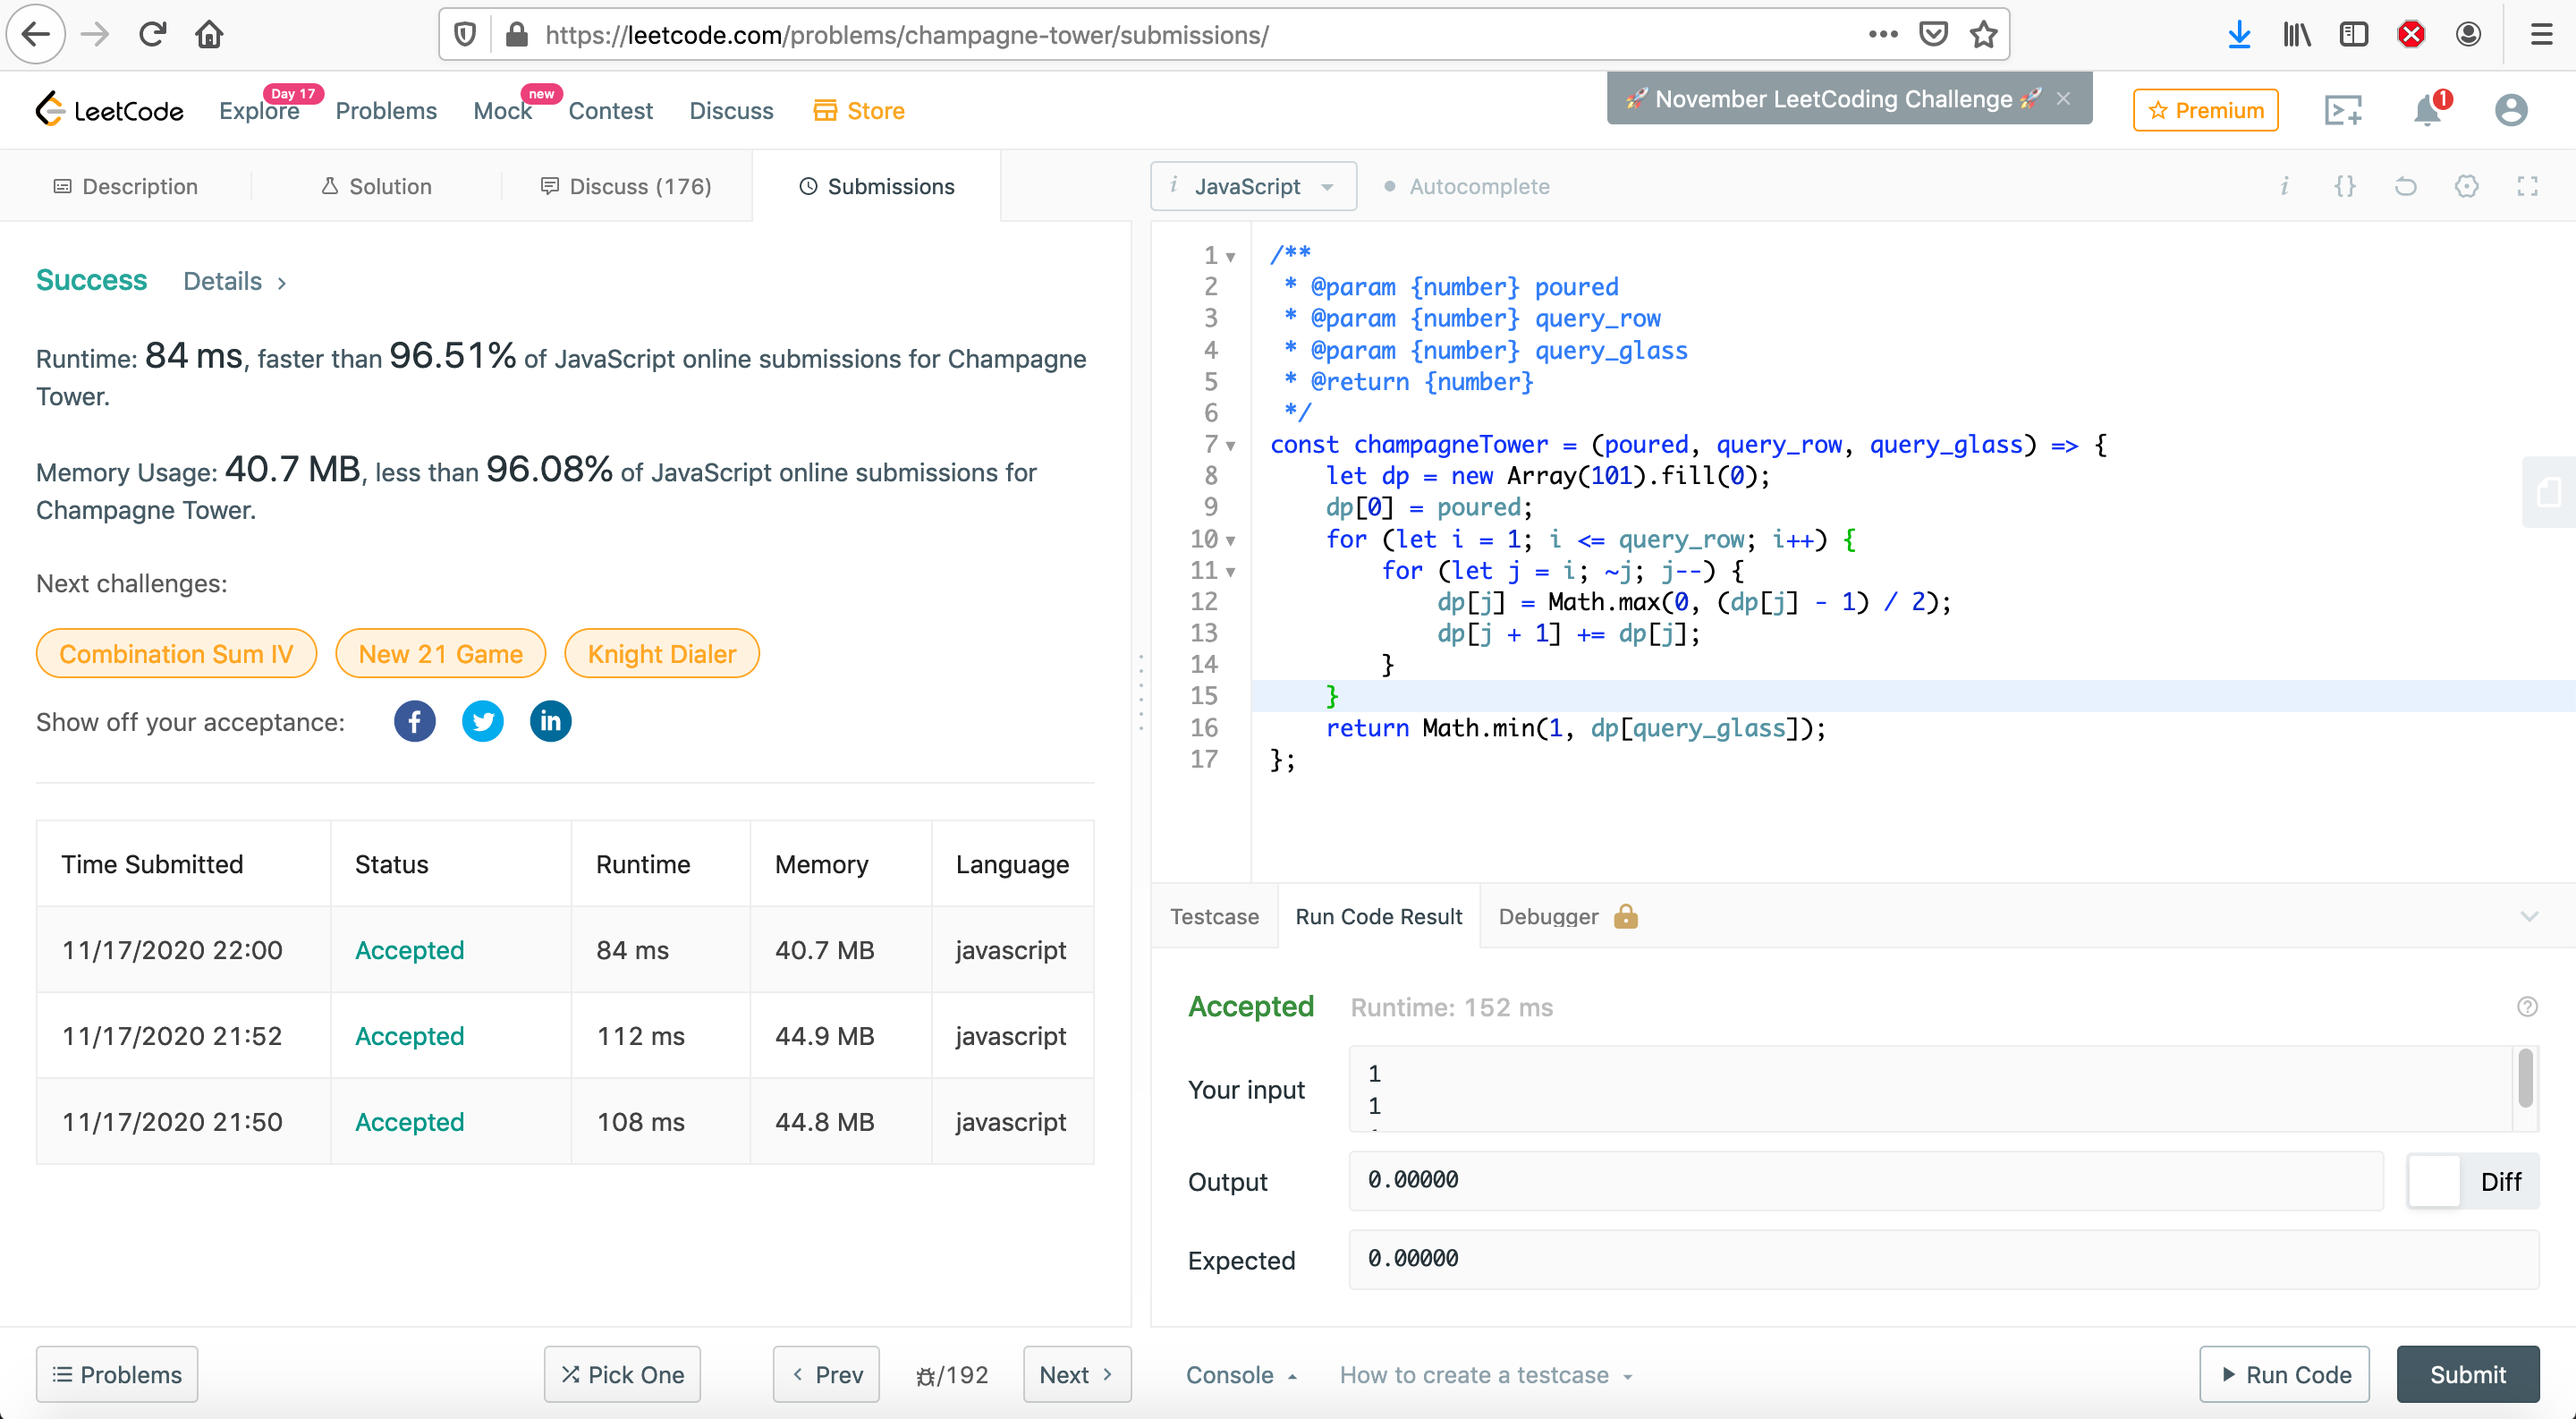 https://leetcode.com/problems/champagne-tower/submissions/
LeetCode
Explore
Day 17
Problems
Mock
new
Contest
Discuss
Store
🚀 November LeetCoding Challenge 🚀 ×
Premium
1
Description
Solution
Discuss (176)
Submissions
i JavaScript
Autocomplete
i {}
Success Details >
Runtime: 84 ms, faster than 96.51% of JavaScript online submissions for Champagne
Tower.
Memory Usage: 40.7 MB, less than 96.08% of JavaScript online submissions for
Champagne Tower.
Next challenges:
Combination Sum IV
New 21 Game
Knight Dialer
Show off your acceptance:
Time Submitted Status Runtime Memory Language
11/17/2020 22:00 Accepted 84 ms 40.7 MB javascript
11/17/2020 21:52 Accepted 112 ms 44.9 MB javascript
11/17/2020 21:50 Accepted 108 ms 44.8 MB javascript
1 /**
2  * @param {number} poured
3  * @param {number} query_row
4  * @param {number} query_glass
5  * @return {number}
6  */
7 const champagneTower = (poured, query_row, query_glass) => {
8     let dp = new Array(101).fill(0);
9     dp[0] = poured;
10     for (let i = 1; i <= query_row; i++) {
11         for (let j = i; ~j; j--) {
12             dp[j] = Math.max(0, (dp[j] - 1) / 2);
13             dp[j + 1] += dp[j];
14         }
15     }
16     return Math.min(1, dp[query_glass]);
17 };
Testcase
Run Code Result
Debugger
Accepted Runtime: 152 ms
Your input
1
1
Output
0.00000
Diff
Expected
0.00000
Problems
Pick One
< Prev
/192
Next >
Console
How to create a testcase
Run Code
Submit